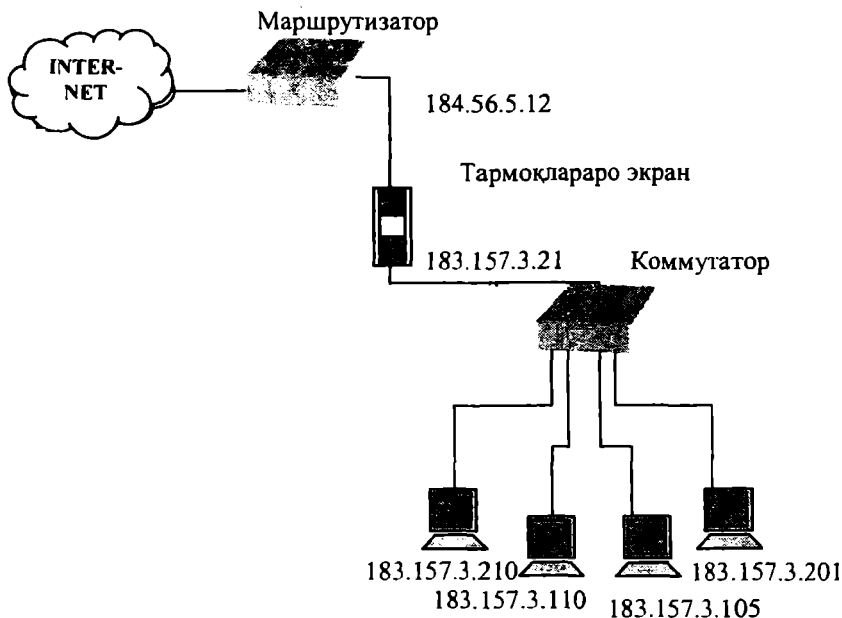 Маршрутизатор
INTER-
NET
184.56.5.12
Тармоқлараро экран
183.157.3.21
Коммутатор
183.157.3.210
183.157.3.201
183.157.3.110
183.157.3.105